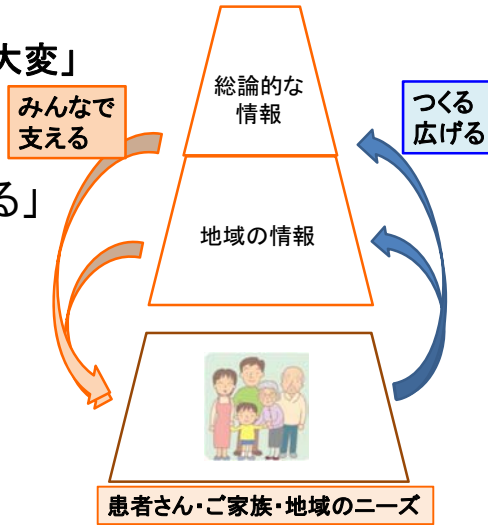 大変」
みんなで
支える
る」
総論的な
情報
つくる
広げる
地域の情報
患者さん・ご家族・地域のニーズ